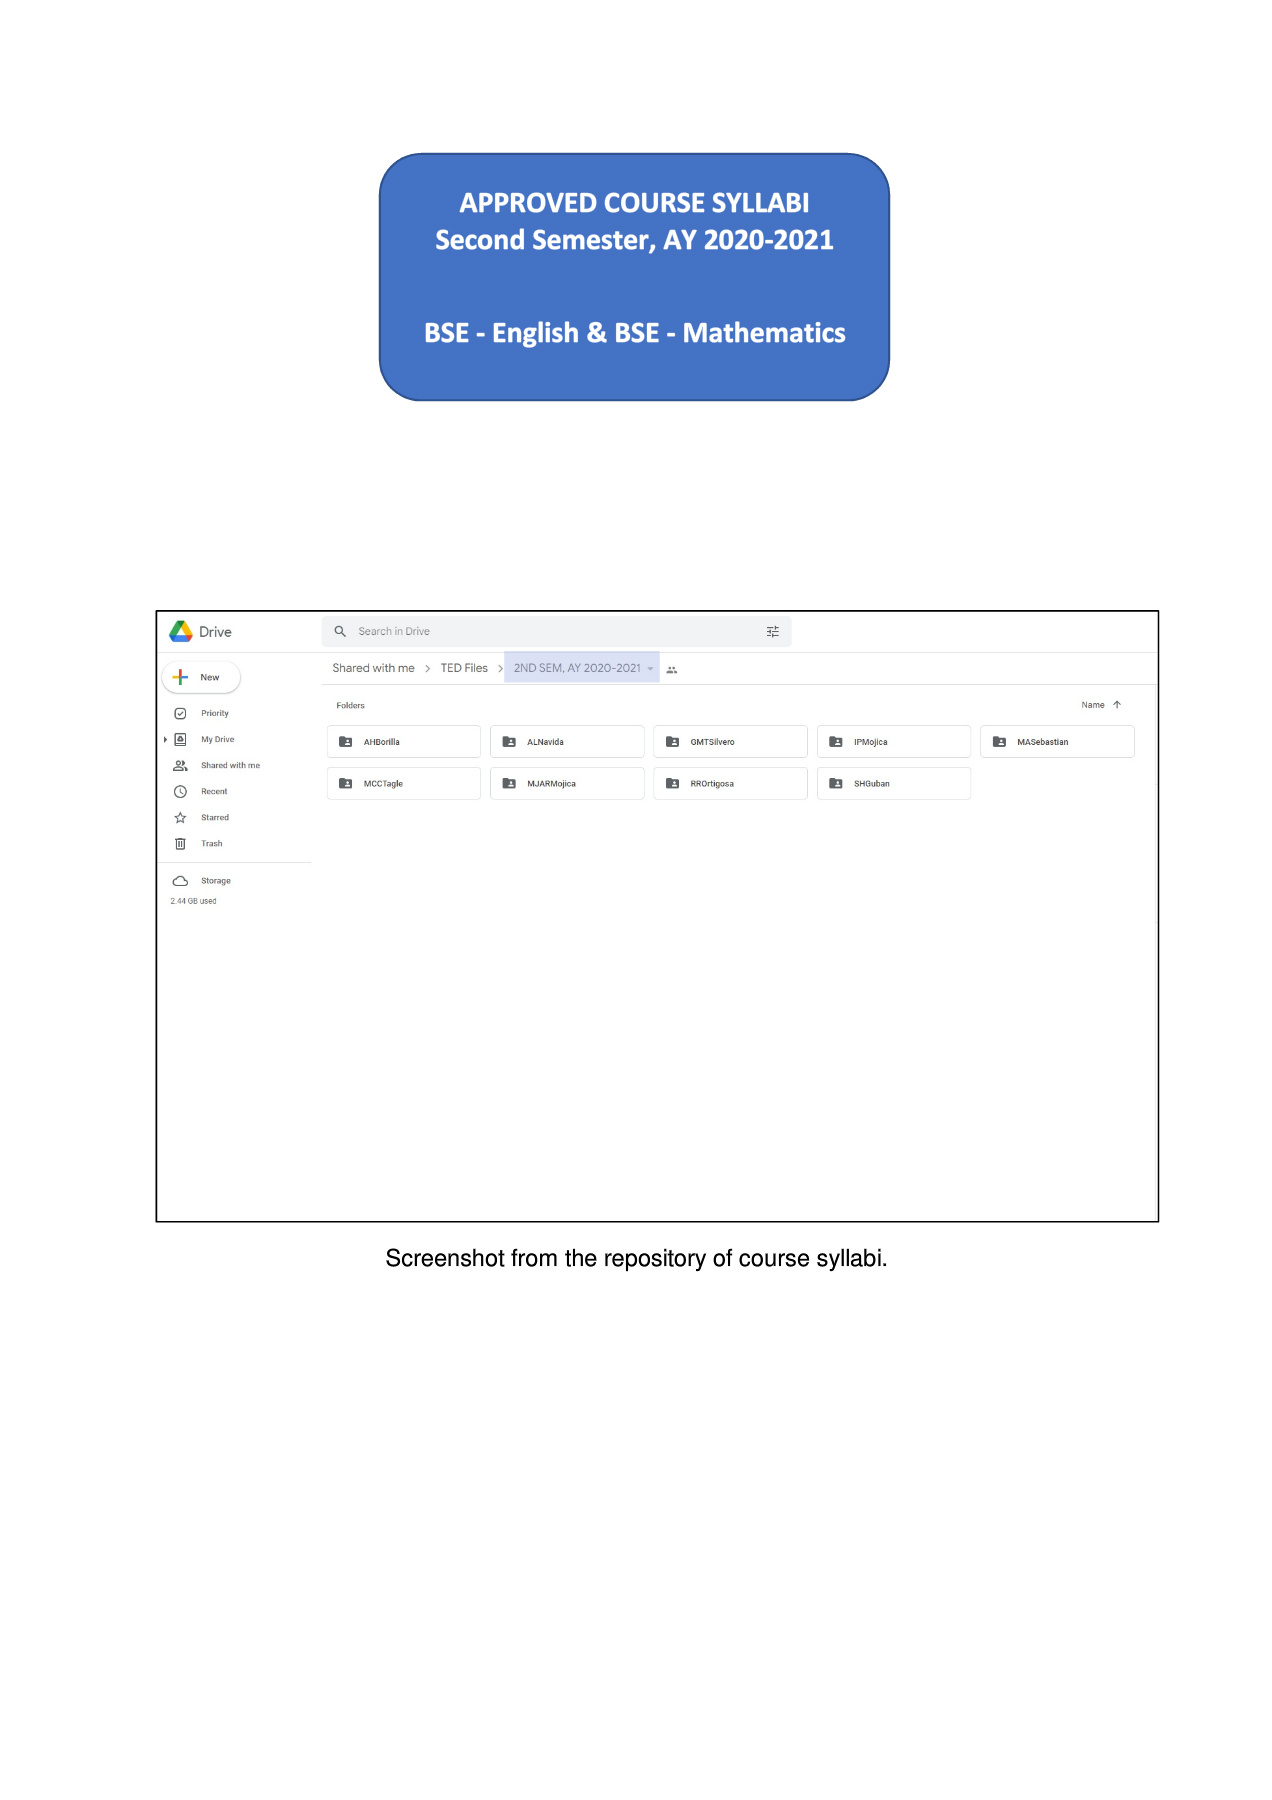 APPROVED COURSE SYLLABI
Second Semester, AY 2020-2021
BSE - English & BSE - Mathematics
Drive
Search in Drive
New
Shared with me > TED Files > 2ND SEM, AY 2020-2021
Priority
My Drive
Shared with me
Recent
Starred
Trash
Storage
2.44 GB used
Folders
Name
AHBorilla
ALNavida
GMTSilvero
IPMojica
MASebastian
MCCTagle
MJARMojica
RROrtigosa
SHGuban
Screenshot from the repository of course syllabi.